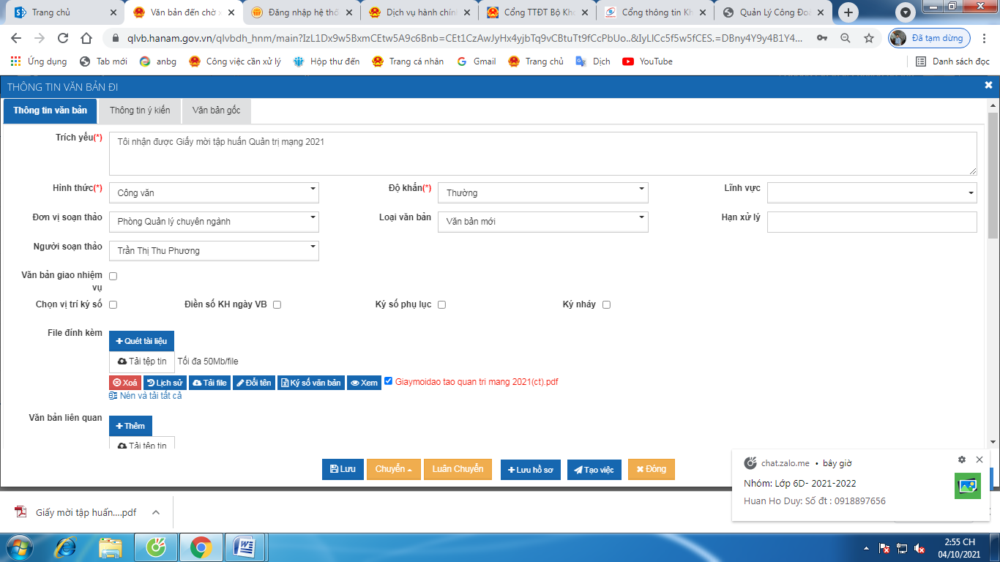 Trang chủ
Văn bản đến chờ x
Đăng nhập hệ thố
Dịch vụ hành chín
Cổng TTĐT Bộ Kho
Cổng thông tin Kh
Quản Lý Công Đoà
qlvb.hanam.gov.vn/qlvbdh_hnm/main?IzL1Dx9w5BxmCEtw5A9c6Bnb=CEt1CzAwJyHx4yjbTq9vCBtuTt9fCcPbUo..&IyLlCc5f5w5fCES.=DBny4Y9y4B1Y4...
Đã tạm dừng
Ứng dụng
Tab mới
anbg
Công việc cần xử lý
Hộp thư đến
Trang cá nhân
Gmail
Trang chủ
Dịch
YouTube
Danh sách đọc
THÔNG TIN VĂN BẢN ĐI
Thông tin văn bản
Thông tin ý kiến
Văn bản gốc
Trích yếu(*)
Tôi nhận được Giấy mời tập huấn Quản trị mạng 2021
Hình thức(*)
Công văn
Độ khẩn(*)
Thường
Lĩnh vực
Đơn vị soạn thảo
Phòng Quản lý chuyên ngành
Loại văn bản
Văn bản mới
Hạn xử lý
Người soạn thảo
Trần Thị Thu Phương
Văn bản giao nhiệm
vụ
Chọn vị trí ký số
Điền số KH ngày VB
Ký số phụ lục
Ký nháy
File đính kèm
Quét tài liệu
Tải tệp tin
Tối đa 50Mb/file
Xoá
Lịch sử
Tải file
Đổi tên
Ký số văn bản
Xem
Giaymoidao tao quan tri mang 2021(ct).pdf
Nén và tải tất cả
Văn bản liên quan
Thêm
Tải tệp tin
Lưu
Chuyển
Luân Chuyển
Lưu hồ sơ
Tạo việc
Đóng
chat.zalo.me • bây giờ
Nhóm: Lớp 6D- 2021-2022
Huan Ho Duy: Số đt : 0918897656
Giấy mời tập huấn....pdf
2:55 CH
04/10/2021